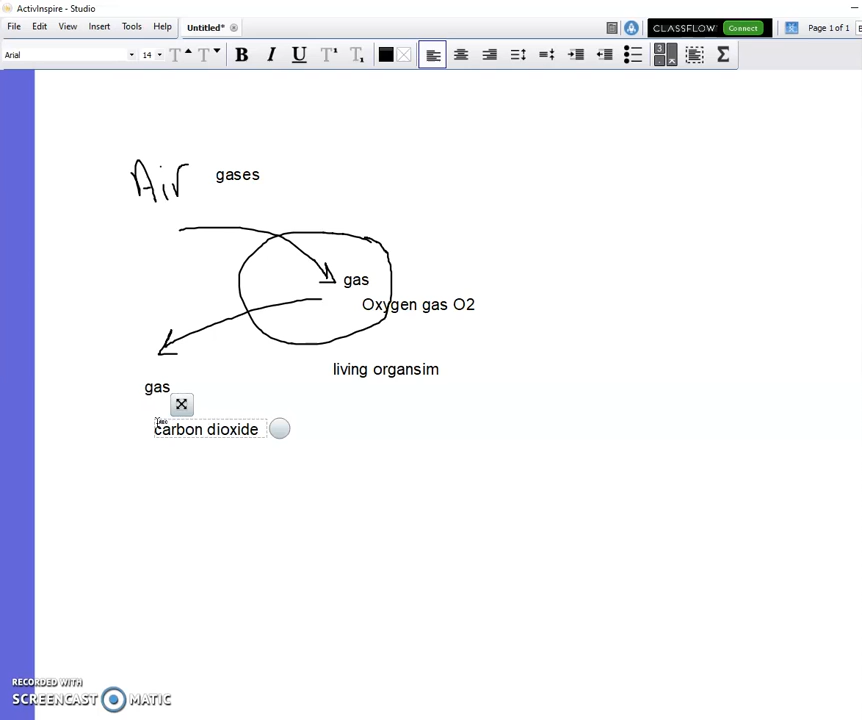 ActivInspire - Studio
File Edit View Insert Tools Help Untitled* CLASSFLOW Connect Page 1 of 1
Arial 14 B I U Σ
Air gases
gas
Oxygen gas O2
living organsim
gas
carbon dioxide
RECORDED WITH
SCREENCAST MATIC